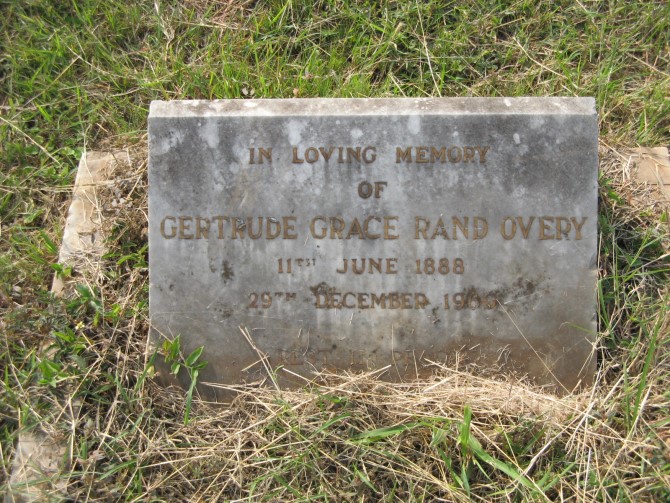 IN LOVING MEMORY
OF
GERTRUDE GRACE RAND OVERY
11TH JUNE 1888
29TH DECEMBER